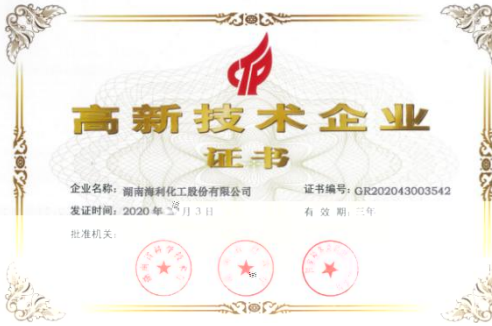 高新技术企业
证书
企业名称：湖南海利化工股份有限公司 证书编号：GR202043003542
发证时间：2020 年 月 3 日 有 效 期：三年
批准机关：